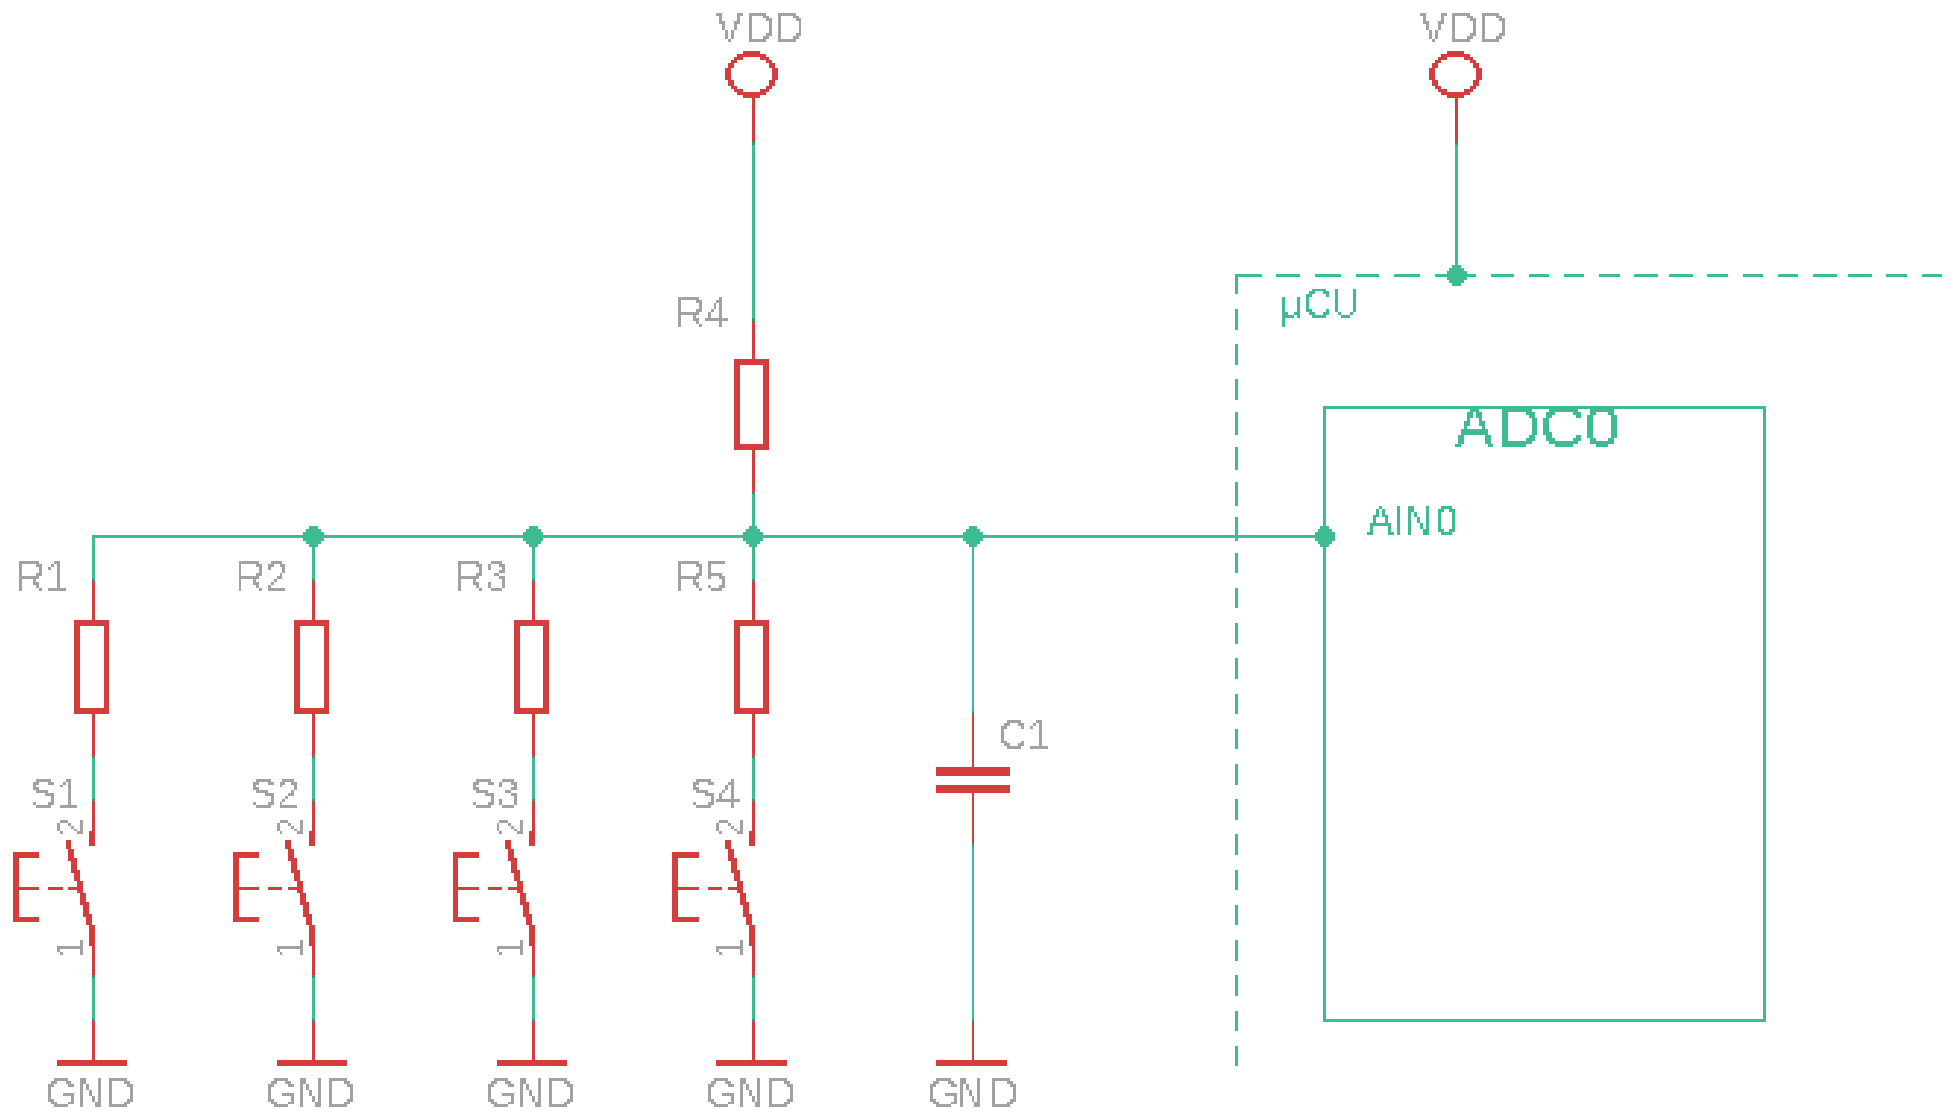 VDD
VDD
R4
µCU
ADC0
AIN0
R1
R2
R3
R5
C1
S1
S2
S3
S4
2
2
2
2
1
1
1
1
GND
GND
GND
GND
GND